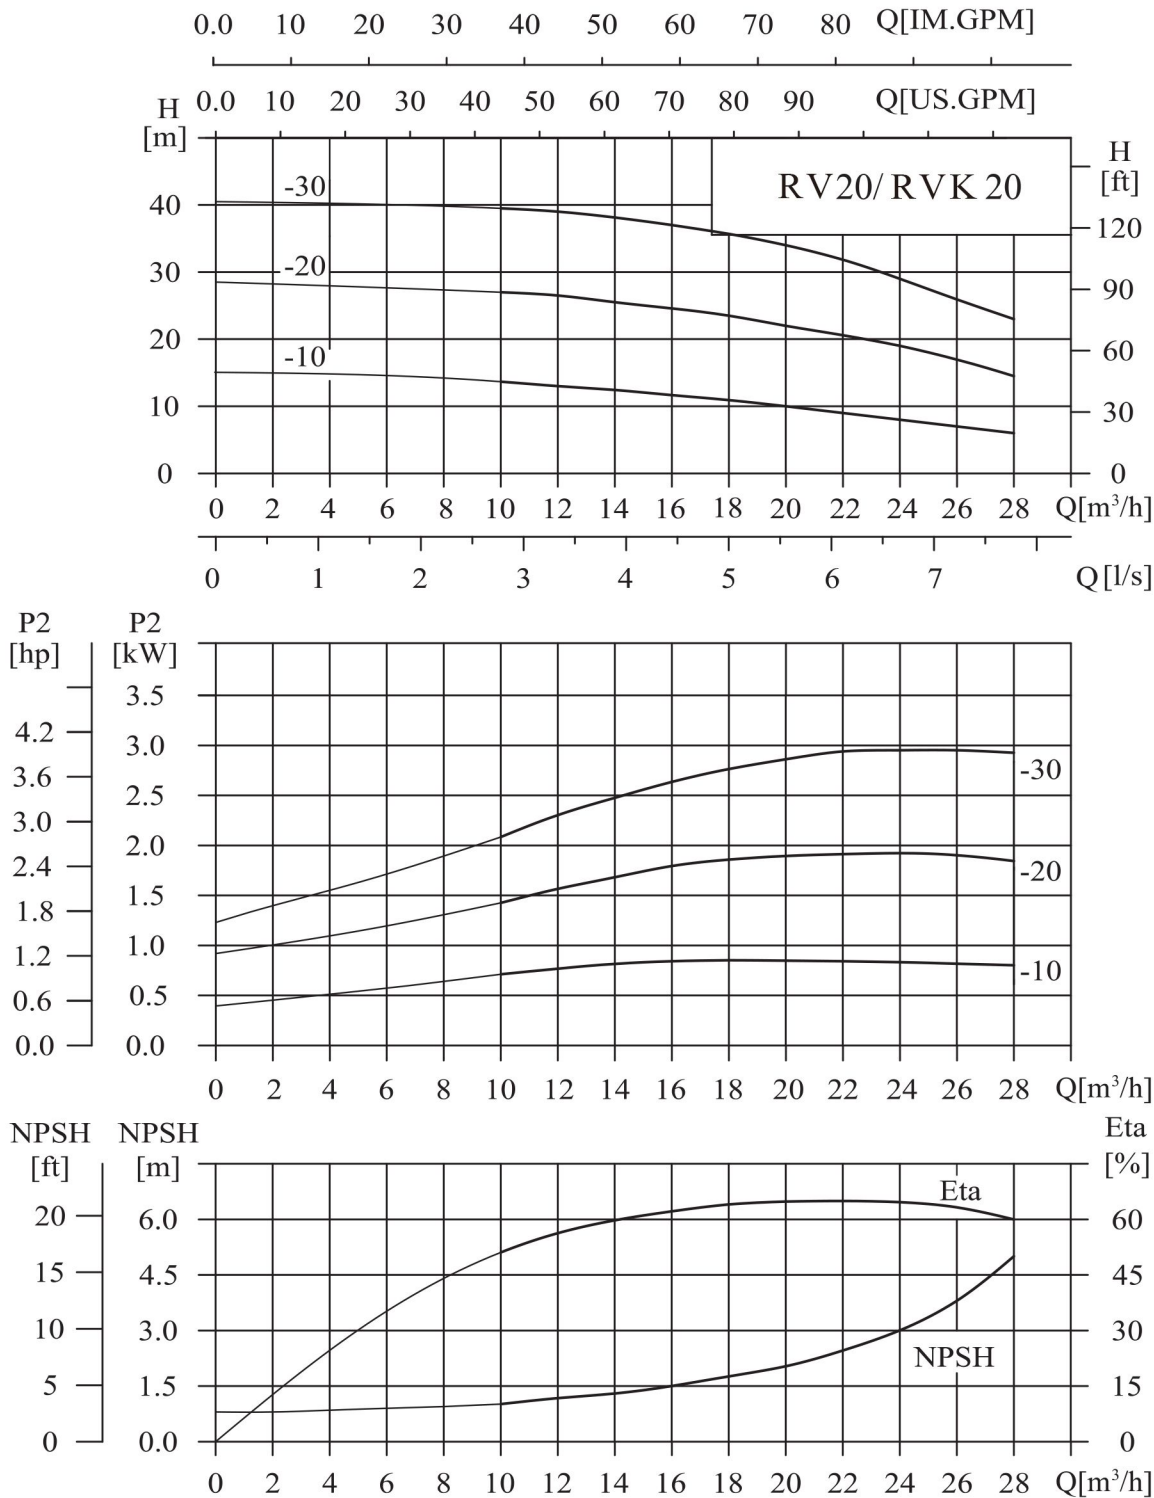 0.0 10 20 30 40 50 60 70 80 Q[IM.GPM]
0.0 10 20 30 40 50 60 70 80 90 Q[US.GPM]
H
[m]
H
[ft]
RV20/ RVK 20
-30
40
120
-20
30
90
20
60
-10
10
30
0
0
0 2 4 6 8 10 12 14 16 18 20 22 24 26 28 Q[m³/h]
0 1 2 3 4 5 6 7 Q[l/s]
P2 P2
[hp] [kW]
3.5
4.2
3.0
3.6
-30
2.5
3.0
2.0
2.4
-20
1.5
1.8
1.0
1.2
-10
0.6
0.5
0.0 0.0
0 2 4 6 8 10 12 14 16 18 20 22 24 26 28 Q[m³/h]
NPSH NPSH Eta
[ft] [m] [%]
Eta
20 6.0 60
15 4.5 45
10 3.0 30
NPSH
5 1.5 15
0 0.0 0
0 2 4 6 8 10 12 14 16 18 20 22 24 26 28 Q[m³/h]